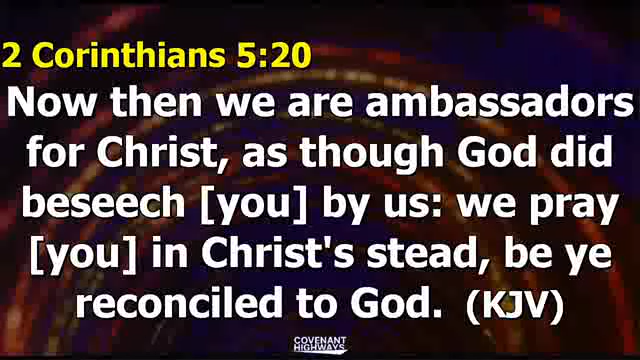 2 Corinthians 5:20
Now then we are ambassadors
for Christ, as though God did
beseech [you] by us: we pray
[you] in Christ's stead, be ye
reconciled to God. (KJV)
COVENANT
HIGHWAYS